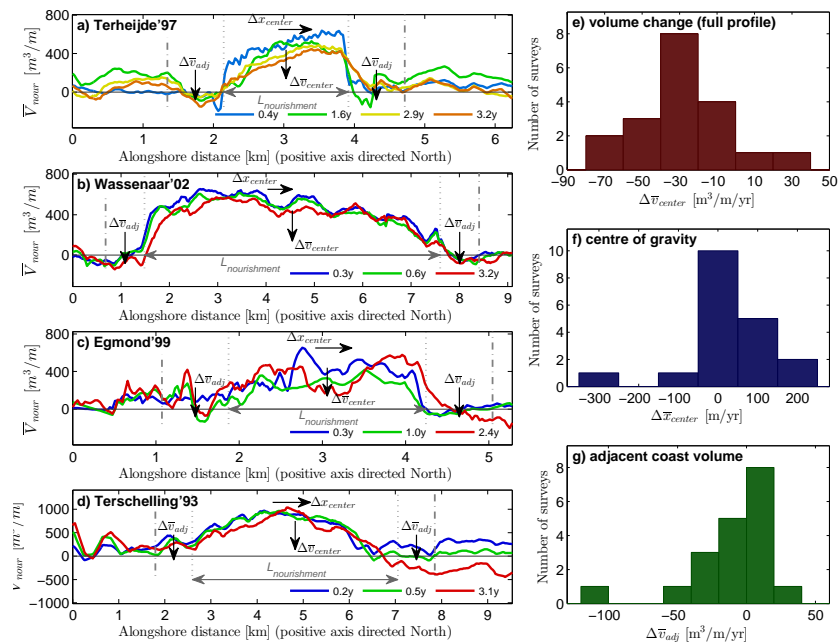 a) Terheijde'97
Δx_center
Δv̅_adj
Δv̅_adj
Δv̅_center
L_nourishment
0.4y 1.6y 2.9y 3.2y
800
400
0
V̅_nour [m³/m]
0 1 2 3 4 5 6
Alongshore distance [km] (positive axis directed North)
b) Wassenaar'02
Δx_center
Δv̅_adj
Δv̅_adj
Δv̅_center
L_nourishment
0.3y 0.6y 3.2y
800
400
0
V̅_nour [m³/m]
0 1 2 3 4 5 6 7 8 9
Alongshore distance [km] (positive axis directed North)
c) Egmond'99
Δx_center
Δv̅_adj
Δv̅_adj
Δv̅_center
L_nourishment
0.3y 1.0y 2.4y
800
400
0
V̅_nour [m³/m]
0 1 2 3 4 5
Alongshore distance [km] (positive axis directed North)
d) Terschelling'93
Δx_center
Δv̅_adj
Δv̅_adj
Δv̅_center
L_nourishment
0.2y 0.5y 3.1y
1000
500
0
−500
−1000
V nour [m /m]
0 1 2 3 4 5 6 7 8 9
Alongshore distance [km] (positive axis directed North)
e) volume change (full profile)
8
6
4
2
0
Number of surveys
−90 −70 −50 −30 −10 10 30 50
Δv̅_center [m³/m/yr]
f) centre of gravity
10
5
0
Number of surveys
−300 −200 −100 0 100 200
Δx̅_center [m/yr]
g) adjacent coast volume
8
6
4
2
0
Number of surveys
−100 −50 0 50
Δv̅_adj [m³/m/yr]